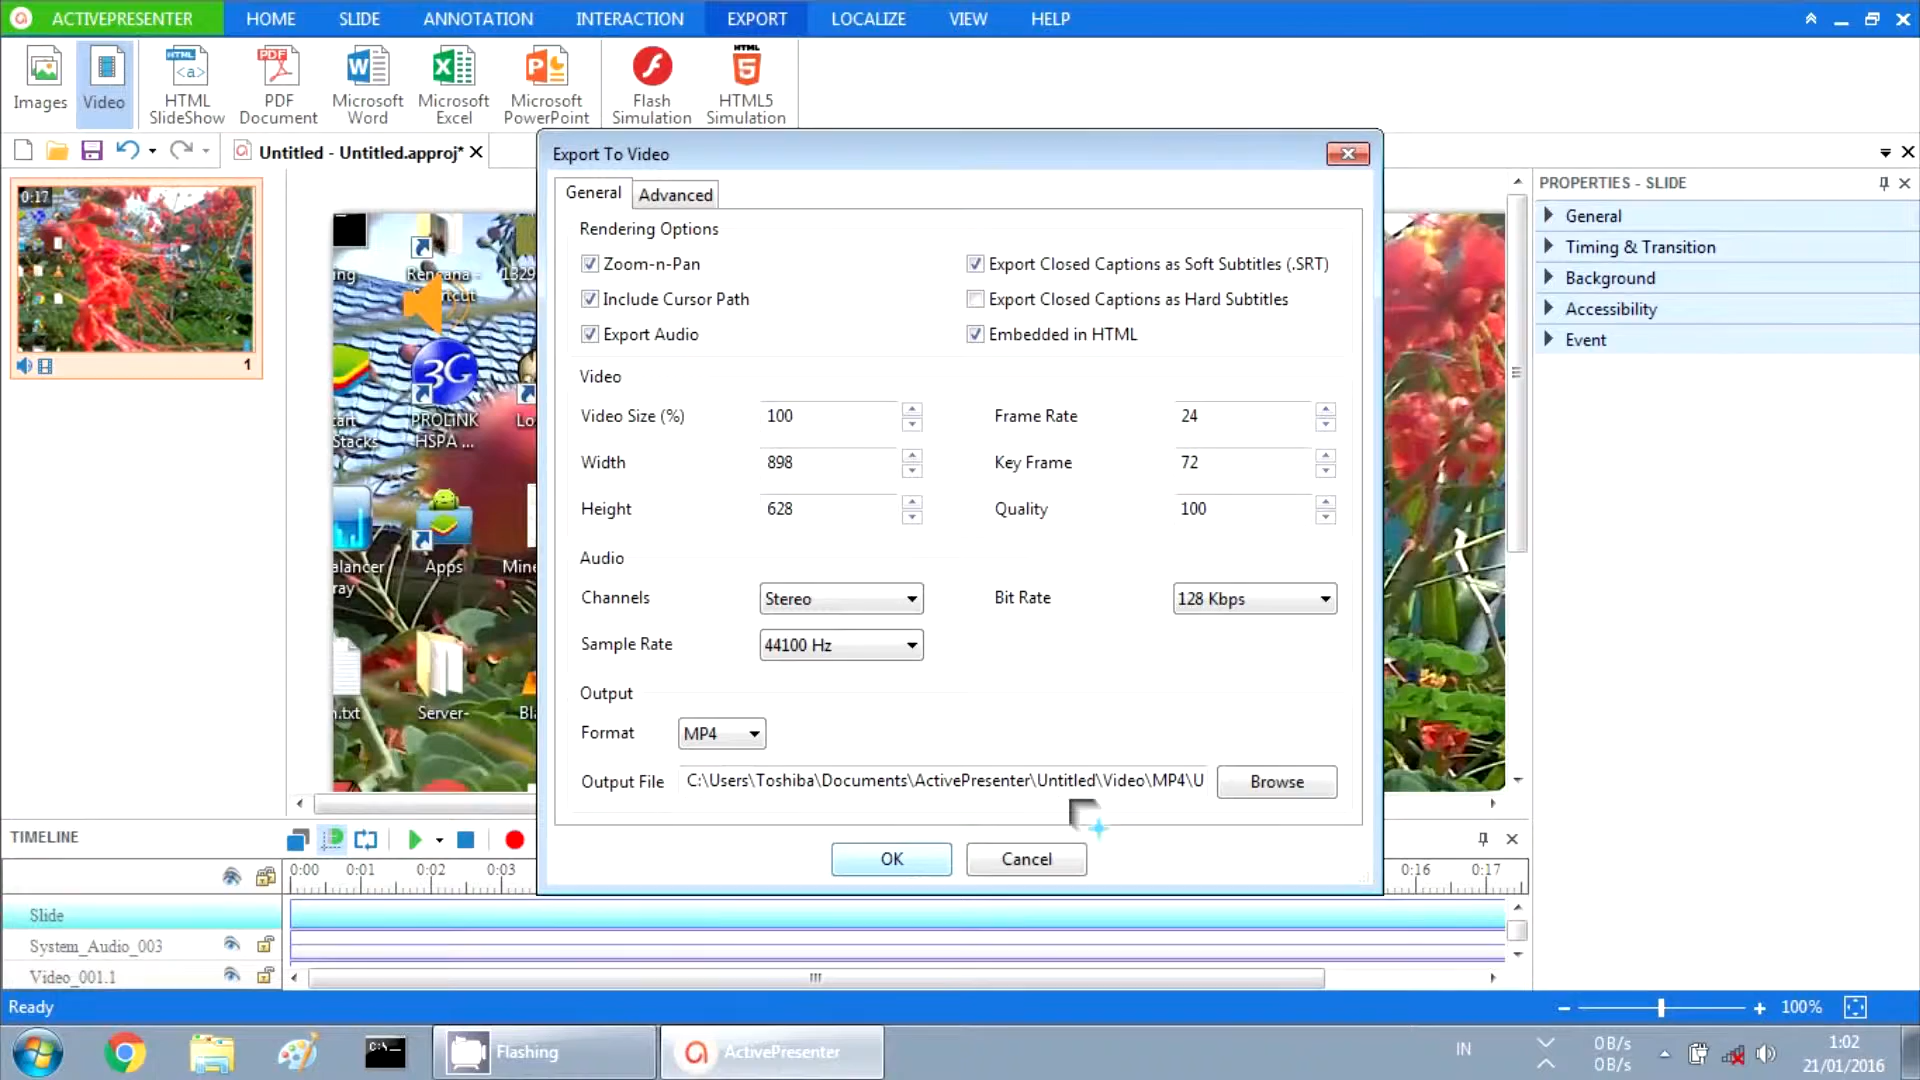 ACTIVEPRESENTER HOME SLIDE ANNOTATION INTERACTION EXPORT LOCALIZE VIEW HELP
Images
Video
HTML SlideShow
PDF Document
Microsoft Word
Microsoft Excel
Microsoft PowerPoint
Flash Simulation
HTML5 Simulation
Untitled - Untitled.approj*
0:17
1
Export To Video
General Advanced
Rendering Options
Zoom-n-Pan
Export Closed Captions as Soft Subtitles (.SRT)
Include Cursor Path
Export Closed Captions as Hard Subtitles
Export Audio
Embedded in HTML
Video
Video Size (%) 100 Frame Rate 24
Width 898 Key Frame 72
Height 628 Quality 100
Audio
Channels Stereo Bit Rate 128 Kbps
Sample Rate 44100 Hz
Output
Format MP4
Output File C:\Users\Toshiba\Documents\ActivePresenter\Untitled\Video\MP4\U Browse
OK Cancel
PROPERTIES - SLIDE
General
Timing & Transition
Background
Accessibility
Event
3G
PROLINK
HSPA ...
Stacks
Apps
Server-
TIMELINE
0:00 0:01 0:02 0:03 0:16 0:17
Slide
System_Audio_003
Video_001.1
Ready 100%
Flashing
ActivePresenter
IN
0B/s
0B/s
1:02
21/01/2016